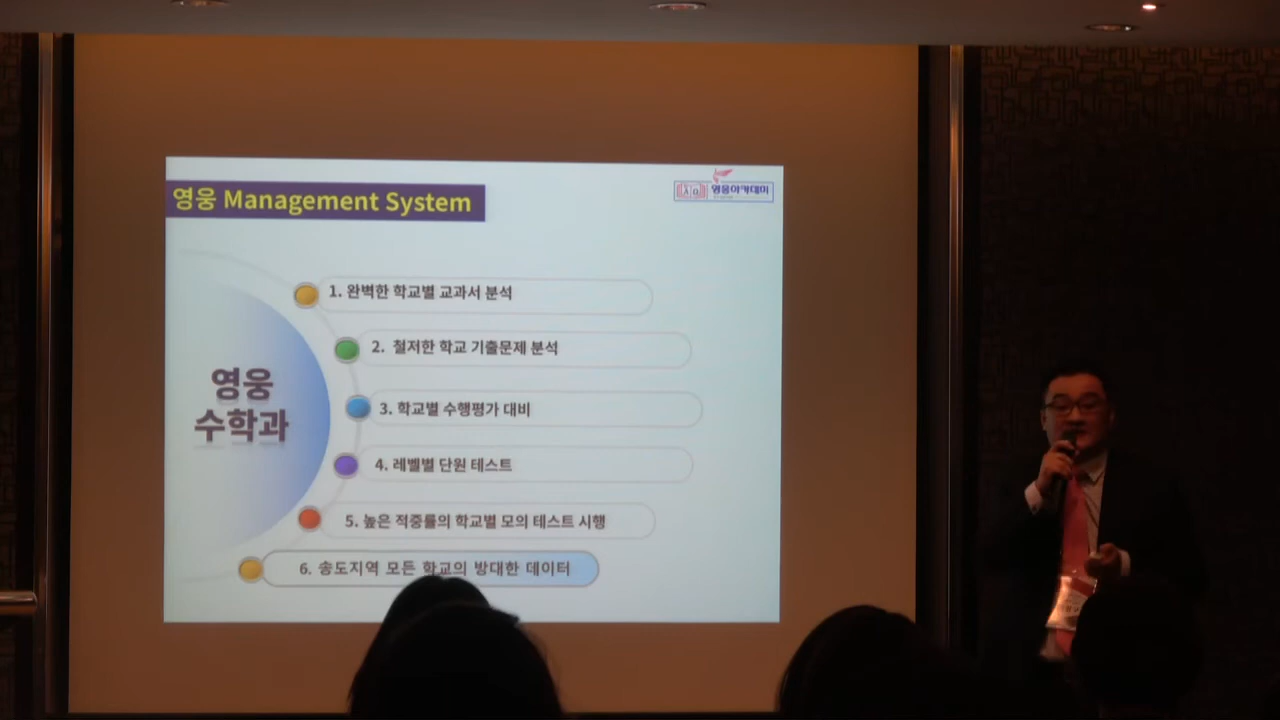 영웅 Management System
영웅아카데미
1. 완벽한 학교별 교과서 분석
2. 철저한 학교 기출문제 분석
영웅
수학과
3. 학교별 수행평가 대비
4. 레벨별 단원 테스트
5. 높은 적중률의 학교별 모의 테스트 시행
6. 송도지역 모든 학교의 방대한 데이터